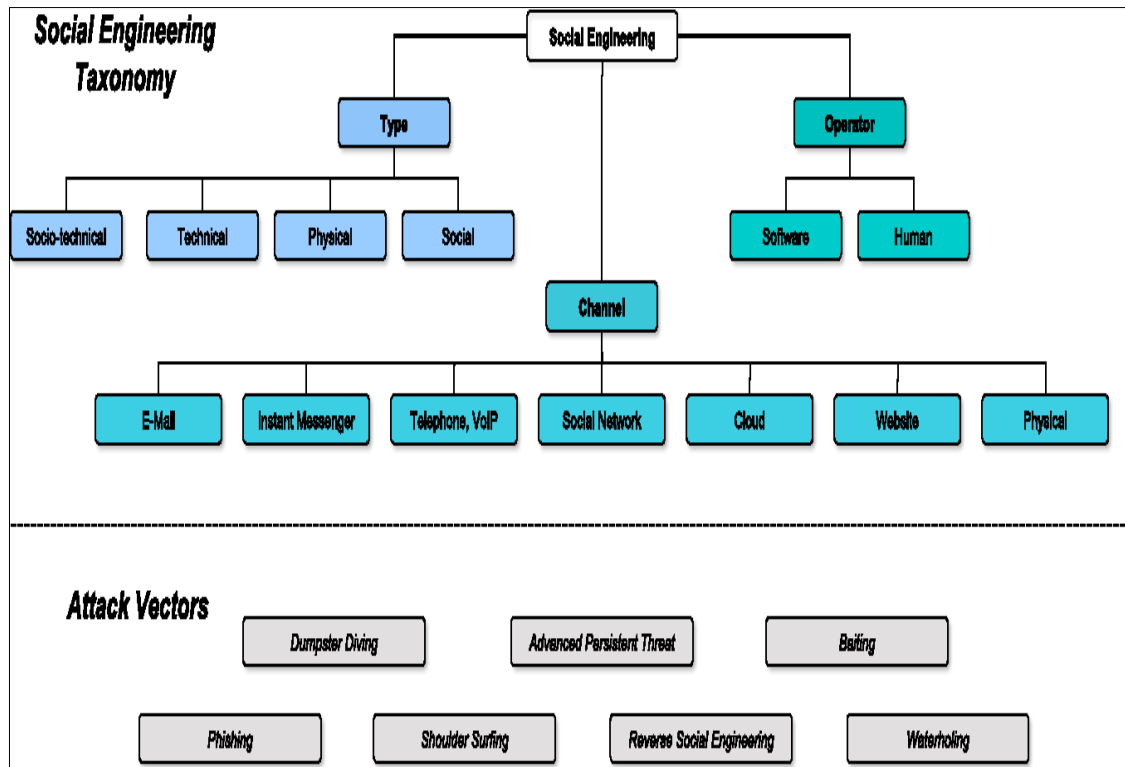 Social Engineering
Taxonomy
Social Engineering
Type
Operator
Socio-technical
Technical
Physical
Social
Software
Human
Channel
E-Mail
Instant Messenger
Telephone, VoIP
Social Network
Cloud
Website
Physical
Attack Vectors
Dumpster Diving
Advanced Persistent Threat
Baiting
Phishing
Shoulder Surfing
Reverse Social Engineering
Waterholing